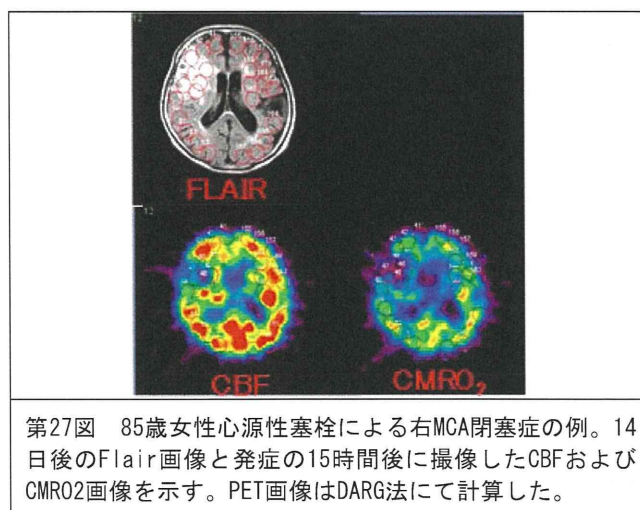 FLAIR
CBF
CMRO₂
第27図 85歳女性心源性塞栓による右MCA閉塞症の例。14
日後のFlair画像と発症の15時間後に撮像したCBFおよび
CMRO2画像を示す。PET画像はDARG法にて計算した。